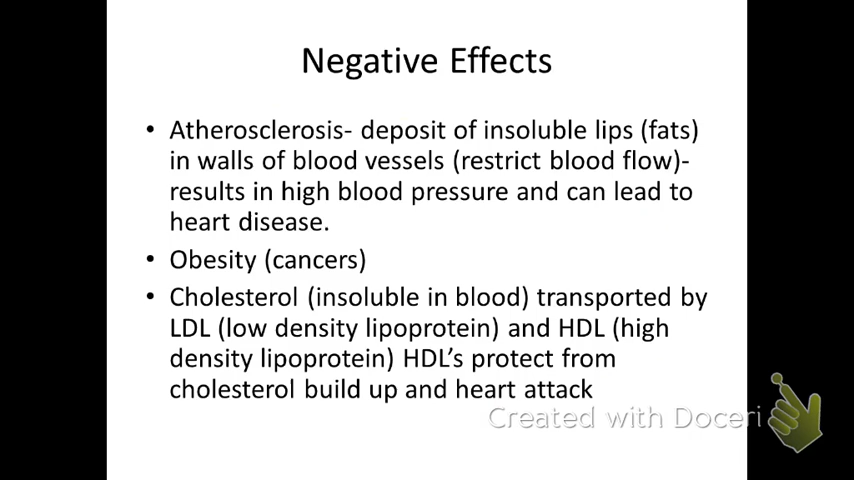 Negative Effects
• Atherosclerosis- deposit of insoluble lips (fats)
in walls of blood vessels (restrict blood flow)-
results in high blood pressure and can lead to
heart disease.
• Obesity (cancers)
• Cholesterol (insoluble in blood) transported by
LDL (low density lipoprotein) and HDL (high
density lipoprotein) HDL’s protect from
cholesterol build up and heart attack
Created with Doceri